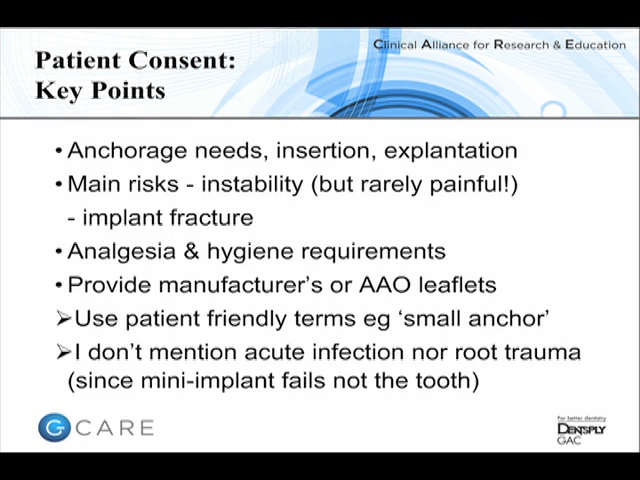 Clinical Alliance for Research & Education
Patient Consent:
Key Points
• Anchorage needs, insertion, explantation
• Main risks - instability (but rarely painful!)
- implant fracture
• Analgesia & hygiene requirements
• Provide manufacturer's or AAO leaflets
➢Use patient friendly terms eg 'small anchor'
➢I don't mention acute infection nor root trauma
(since mini-implant fails not the tooth)
G CARE
For better dentistry
DENTSPLY
GAC